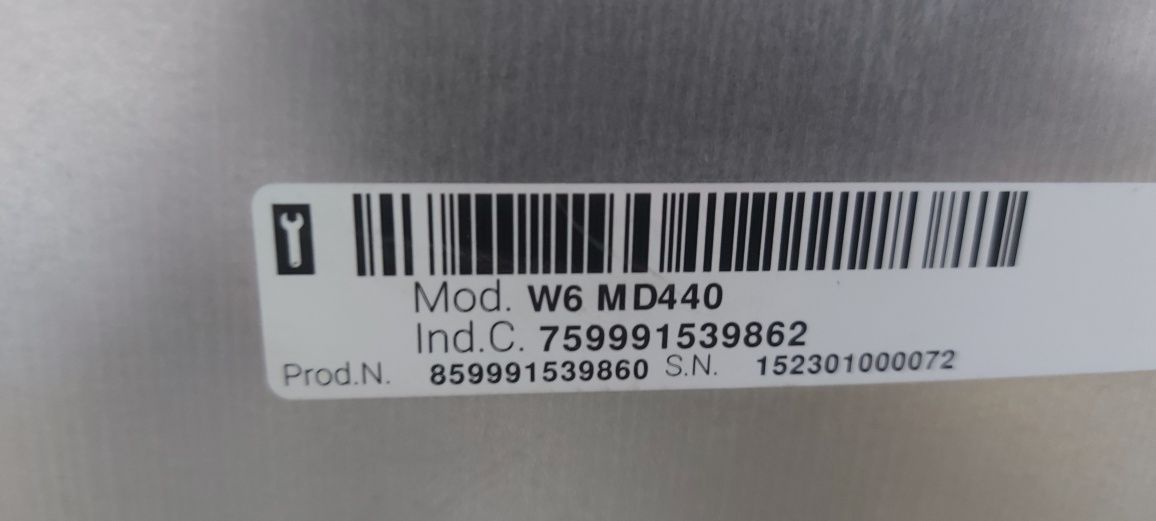 Mod. W6 MD440
Ind.C. 759991539862
Prod.N. 859991539860 S.N. 152301000072